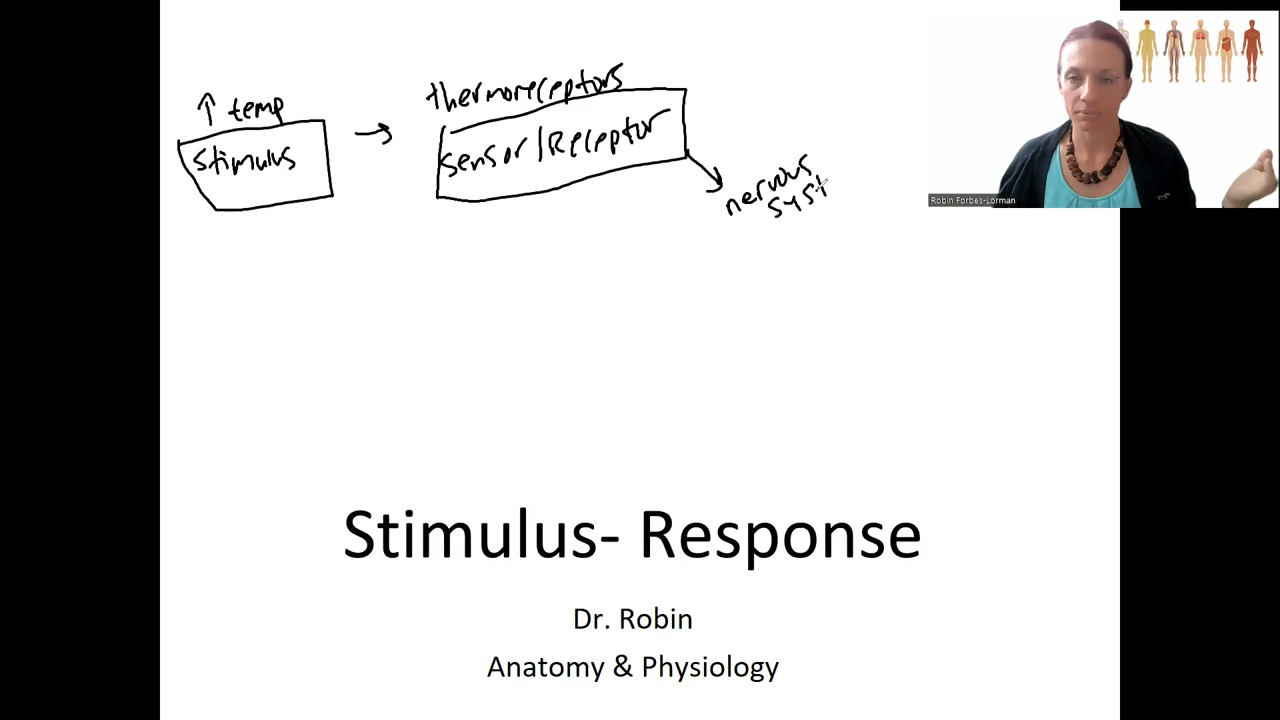 ↑ temp
stimulus
→
thermoreceptors
sensor/Receptor
nervous
syst
Robin Forbes-Lorman
Stimulus- Response
Dr. Robin
Anatomy & Physiology